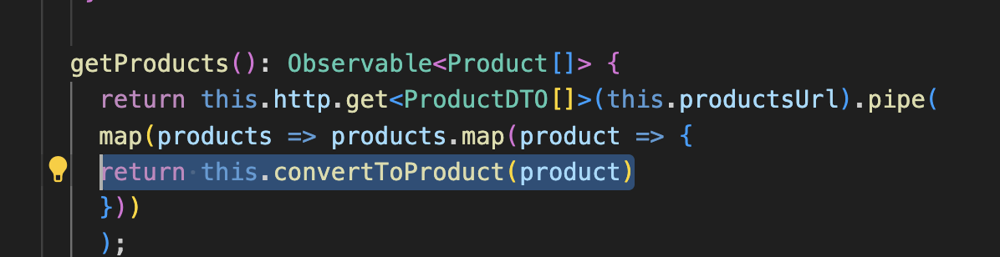 getProducts(): Observable<Product[]> {
return this.http.get<ProductDTO[]>(this.productsUrl).pipe(
map(products => products.map(product => {
return this.convertToProduct(product)
}))
);